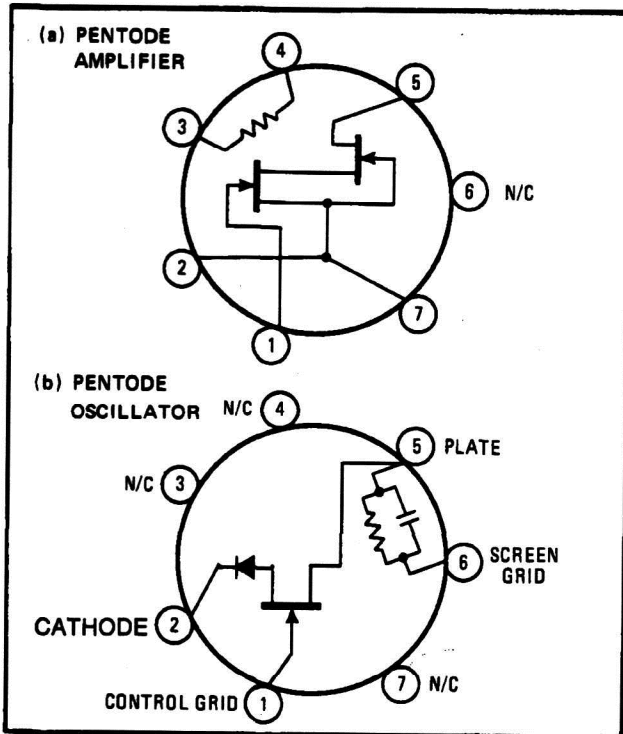 (a) PENTODE
AMPLIFIER
4
5
3
6 N/C
2
7
1
(b) PENTODE
OSCILLATOR
N/C 4
5 PLATE
N/C 3
6 SCREEN
GRID
CATHODE 2
7 N/C
CONTROL GRID 1